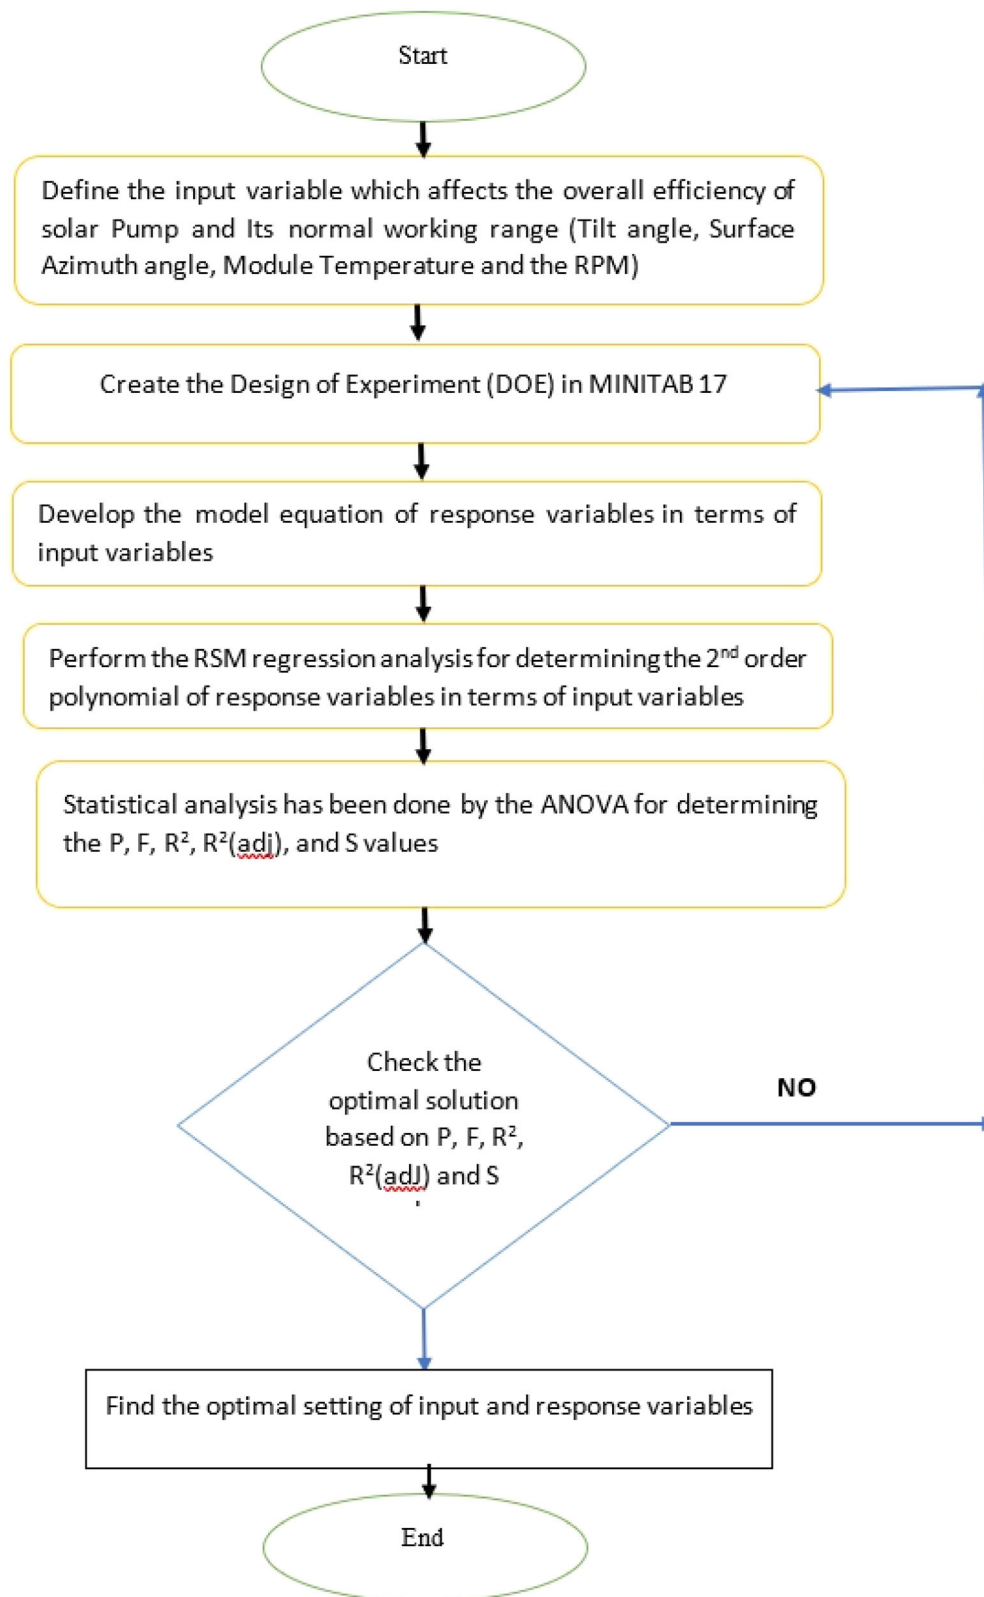 Start
Define the input variable which affects the overall efficiency of
solar Pump and Its normal working range (Tilt angle, Surface
Azimuth angle, Module Temperature and the RPM)
Create the Design of Experiment (DOE) in MINITAB 17
Develop the model equation of response variables in terms of
input variables
Perform the RSM regression analysis for determining the 2nd order
polynomial of response variables in terms of input variables
Statistical analysis has been done by the ANOVA for determining
the P, F, R², R²(adj), and S values
Check the
optimal solution
based on P, F, R²,
R²(adJ) and S
.
NO
Find the optimal setting of input and response variables
End